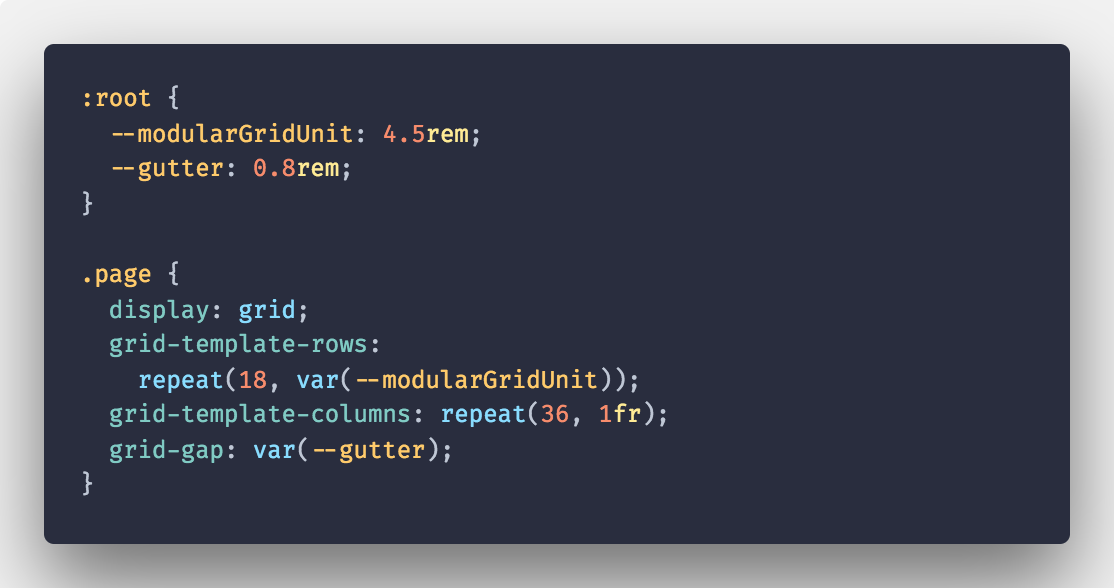 :root {
  --modularGridUnit: 4.5rem;
  --gutter: 0.8rem;
}

.page {
  display: grid;
  grid-template-rows:
    repeat(18, var(--modularGridUnit));
  grid-template-columns: repeat(36, 1fr);
  grid-gap: var(--gutter);
}